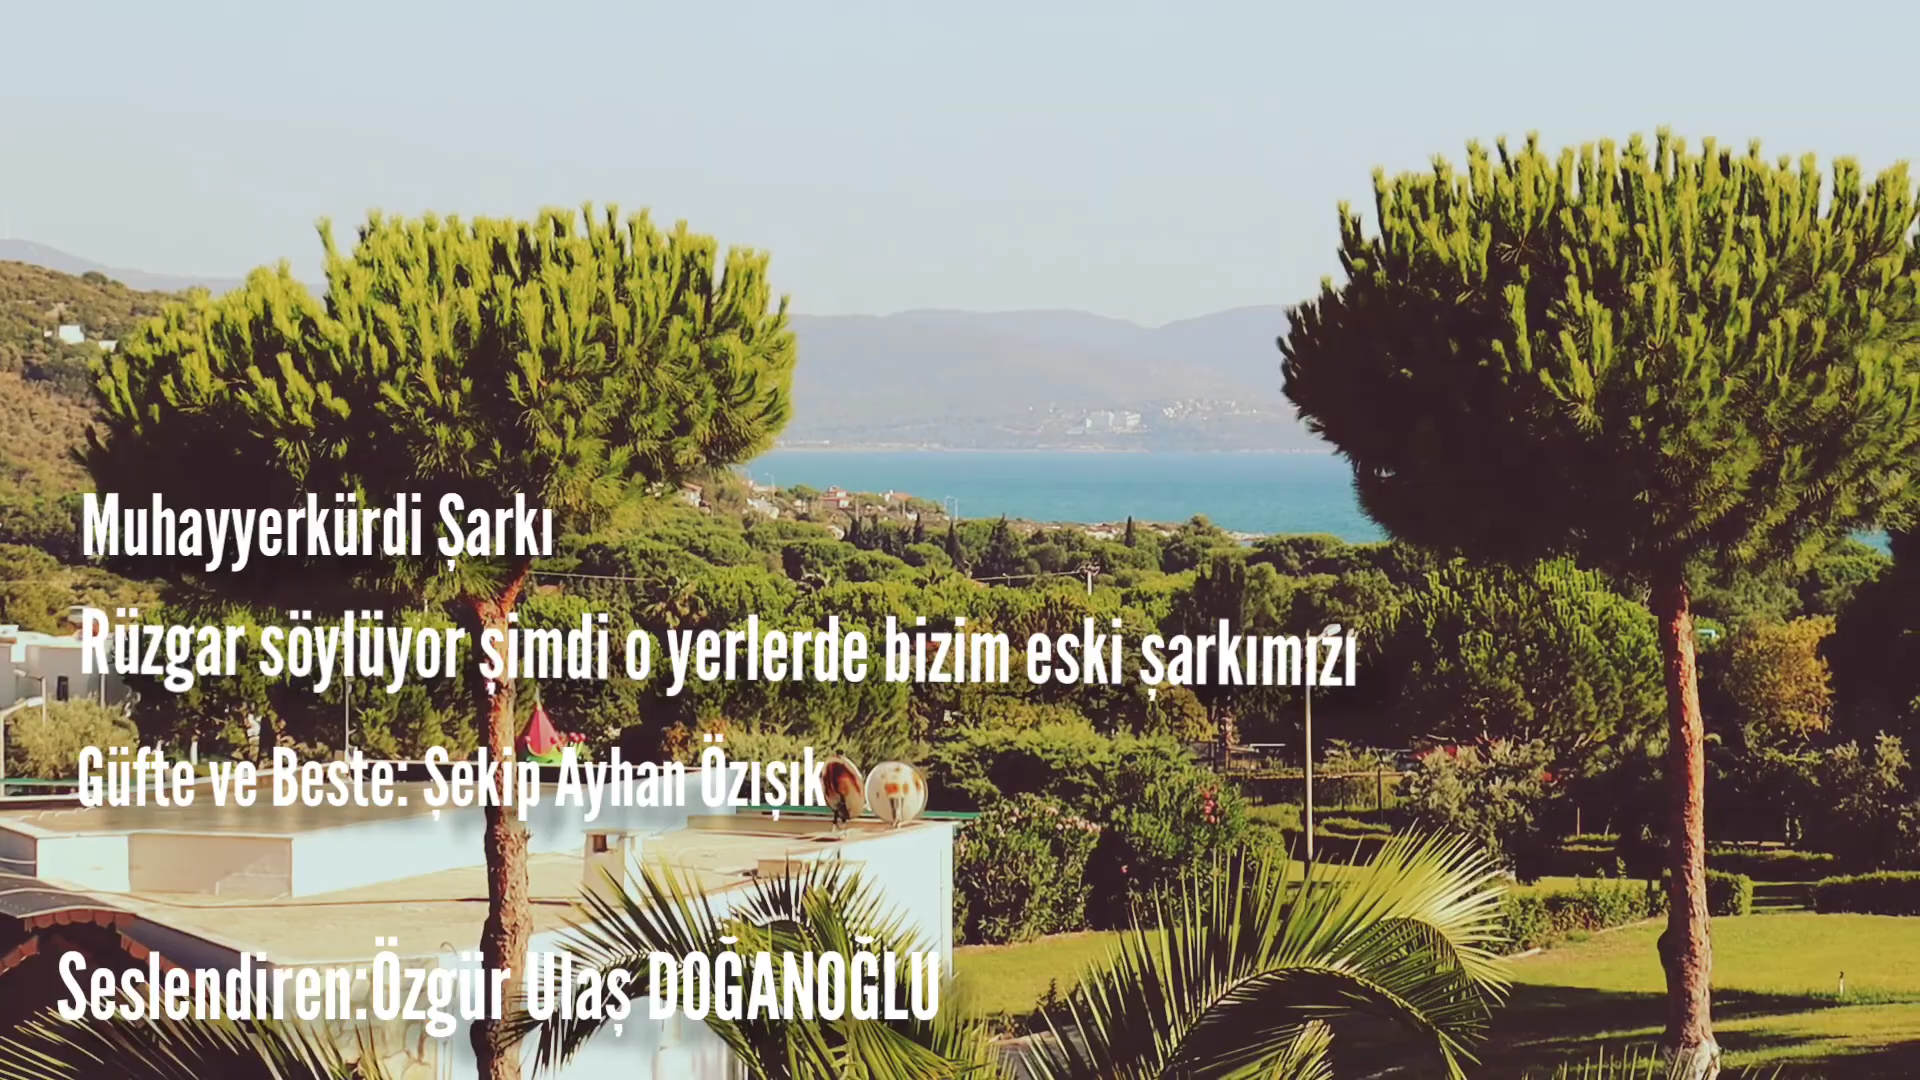 Muhayyerkürdi Şarkı
Rüzgar söylüyor şimdi o yerlerde bizim eski şarkımızı
Güfte ve Beste: Şekip Ayhan Özışık
Seslendiren:Özgür Ulaş DOĞANOĞLU